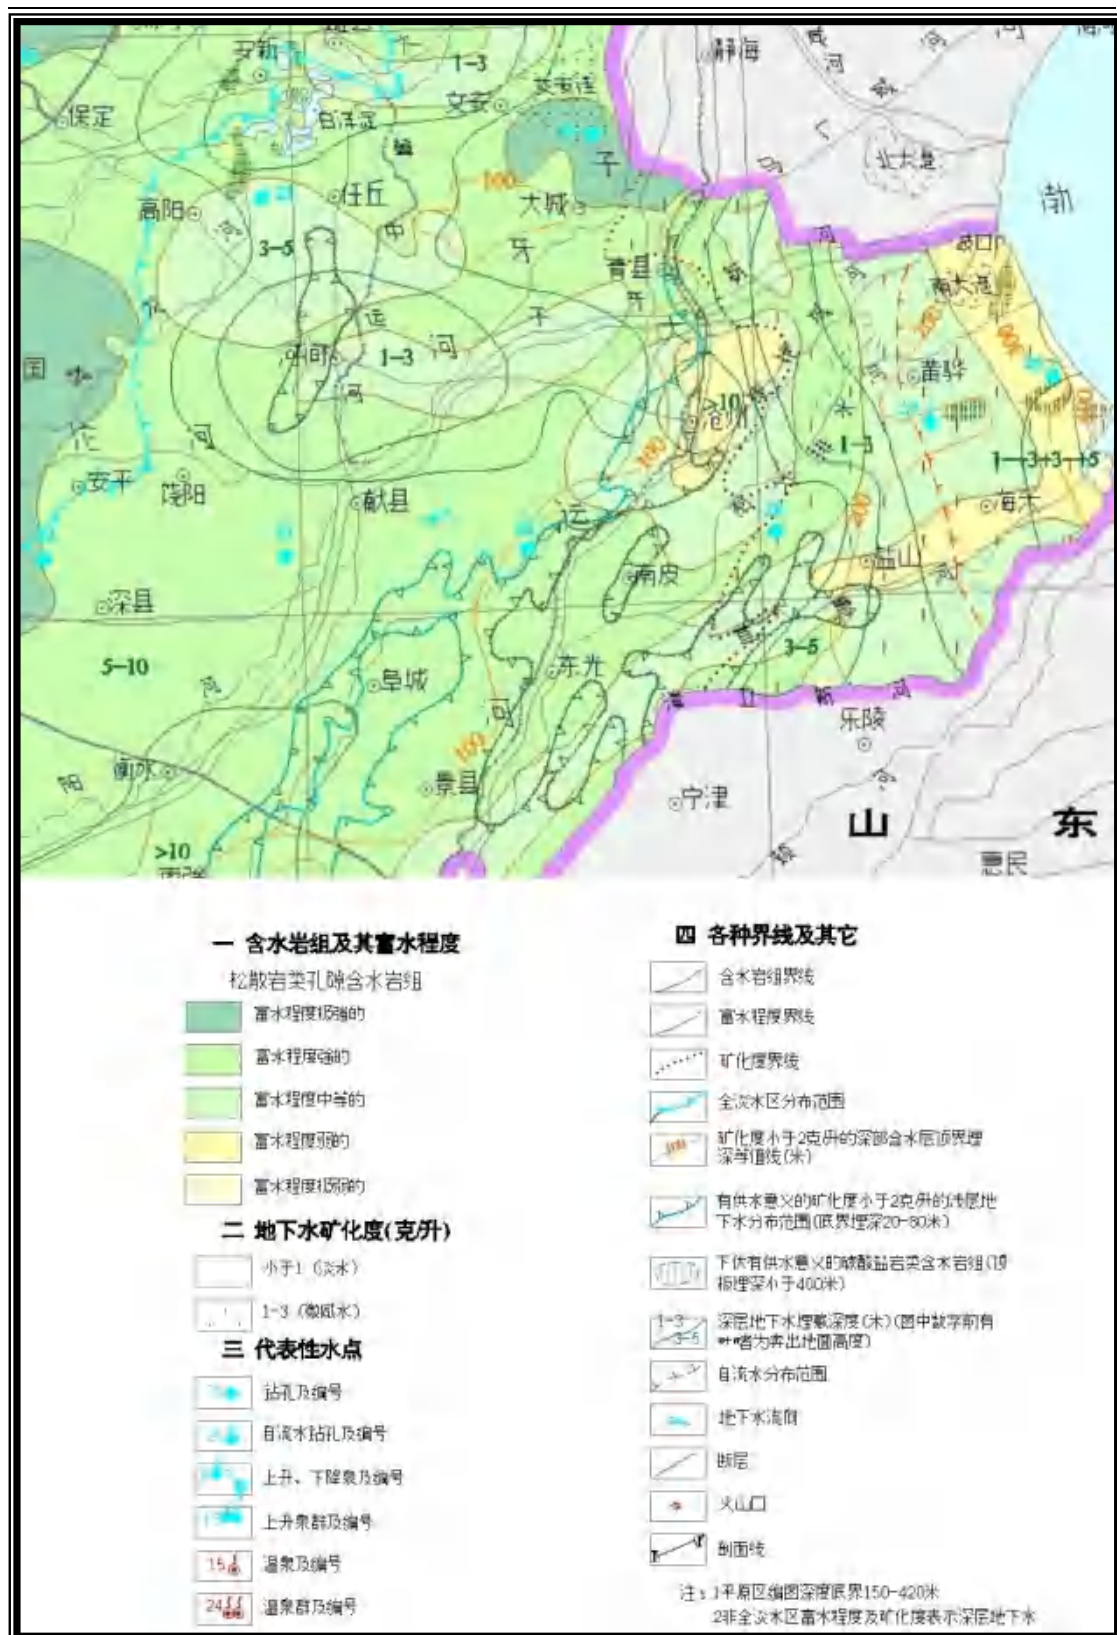 安新
1-3
文安
静海
保定
白洋淀
子
北大港
渤
任丘
高阳
大城
100
3-5
牙
青县
歧口
南大港
200
黄骅
河
1-3
>10
沧州
100
1-3
安平
饶阳
献县
海兴
运
盐山
南皮
深县
3-5
5-10
阜城
东光
河
乐陵
100
衡水
景县
宁津
山 东
>10
惠民
一 含水岩组及其富水程度
松散岩类孔隙含水岩组
富水程度极强的
富水程度强的
富水程度中等的
富水程度弱的
富水程度极弱的
二 地下水矿化度(克/升)
小于1（淡水）
1-3（微咸水）
三 代表性水点
钻孔及编号
自流水钻孔及编号
上升、下降泉及编号
上升泉群及编号
15
温泉及编号
24
温泉群及编号
四 各种界线及其它
含水岩组界线
富水程度界线
矿化度界线
全淡水区分布范围
100
矿化度小于2克/升的深部含水层顶界埋
深等值线(米)
有供水意义的矿化度小于2克/升的浅层地
下水分布范围(底界埋深20-80米)
下伏有供水意义的碳酸盐岩类含水岩组(顶
板埋深小于400米)
1-3
3-5
深层地下水埋藏深度(米)(图中数字前有
"+"者为弃出地面高度)
自流水分布范围
地下水流向
断层
火山口
剖面线
注：1平原区编图深度底界150-420米
2非全淡水区富水程度及矿化度表示深层地下水